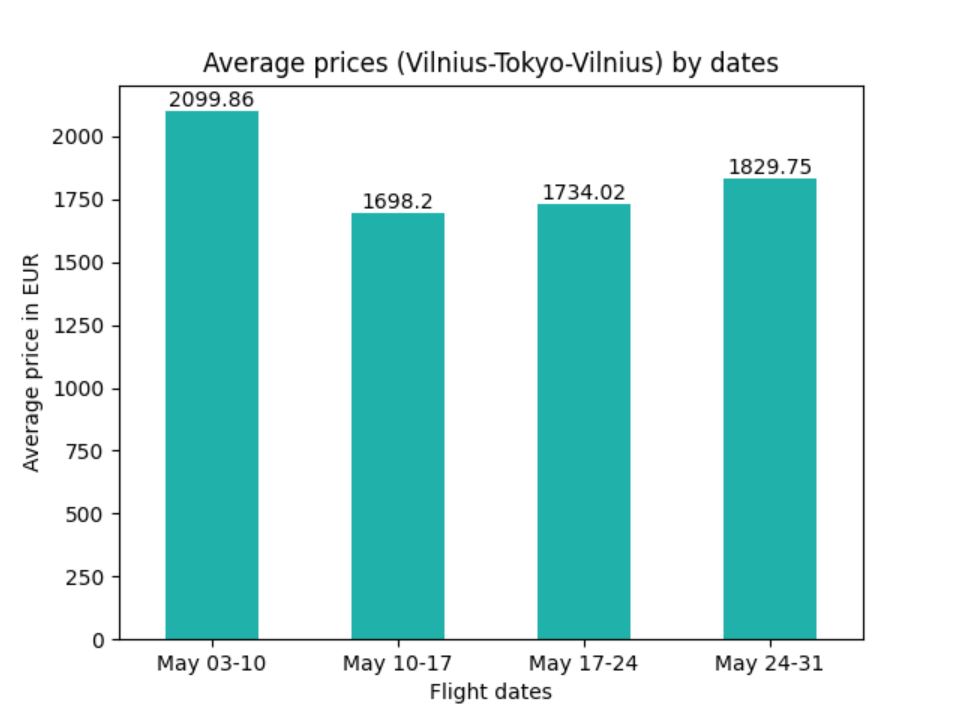 Average prices (Vilnius-Tokyo-Vilnius) by dates
2099.86
1698.2
1734.02
1829.75
Average price in EUR
2000
1750
1500
1250
1000
750
500
250
0
May 03-10
May 10-17
May 17-24
May 24-31
Flight dates